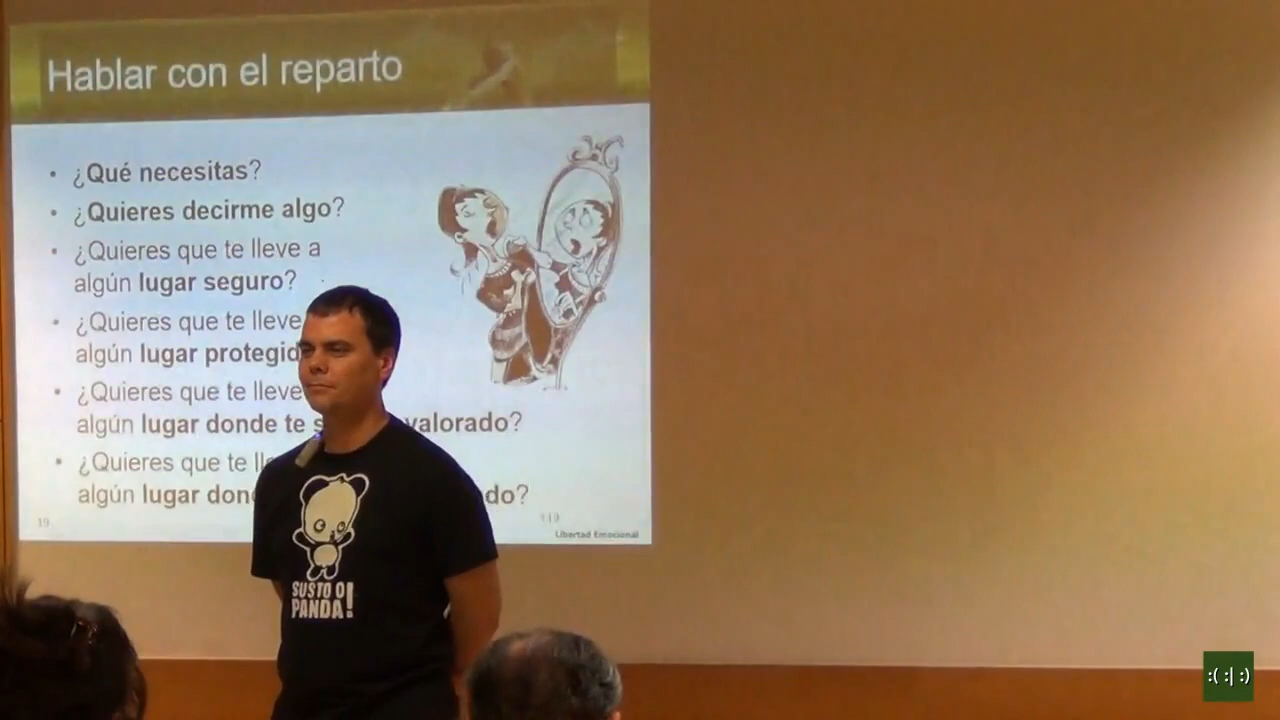 Hablar con el reparto
• ¿Qué necesitas?
• ¿Quieres decirme algo?
• ¿Quieres que te lleve a
algún lugar seguro?
• ¿Quieres que te lleve
algún lugar protegid
• ¿Quieres que te lleve
algún lugar donde te s valorado?
• ¿Quieres que te ll
algún lugar don do?
19
Libertad Emocional
SUSTO O
PANDA!
:( :| :)